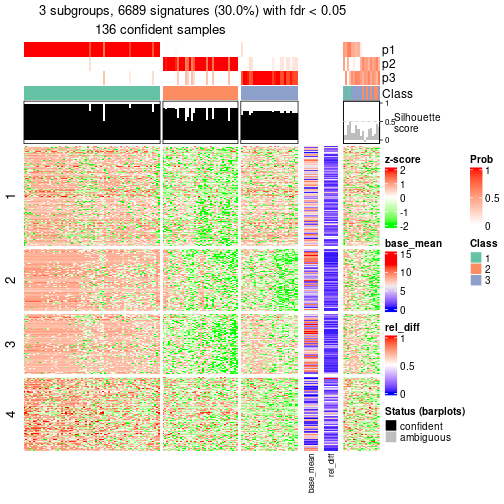 3 subgroups, 6689 signatures (30.0%) with fdr < 0.05
136 confident samples
p1
p2
p3
Class
1
0.5
0
Silhouette
score
1
2
3
4
base_mean
rel_diff
z-score
2
1
0
-1
-2
base_mean
15
10
5
0
rel_diff
1
0.5
0
Status (barplots)
confident
ambiguous
Prob
1
0.5
0
Class
1
2
3